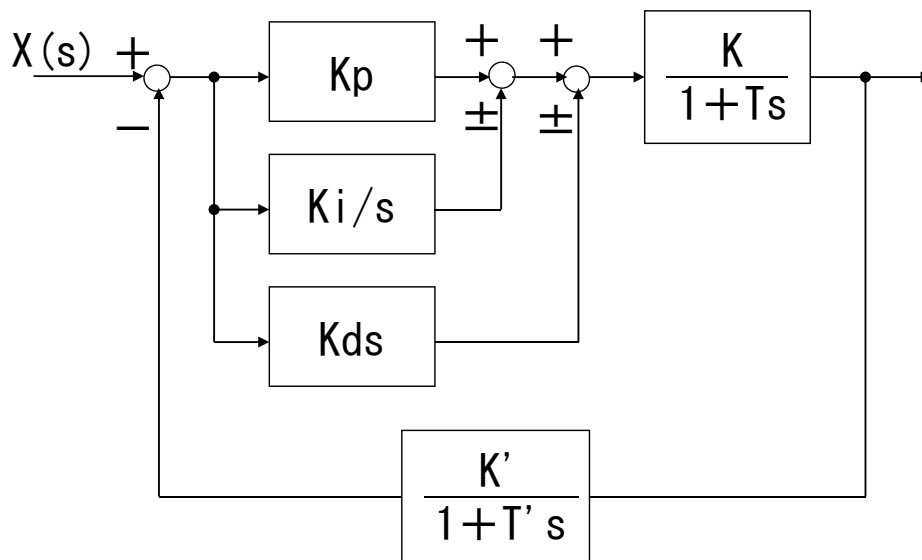 X(s)
+
−
Kp
+
±
+
±
K
1+Ts
Ki/s
Kds
K’
1+T’s